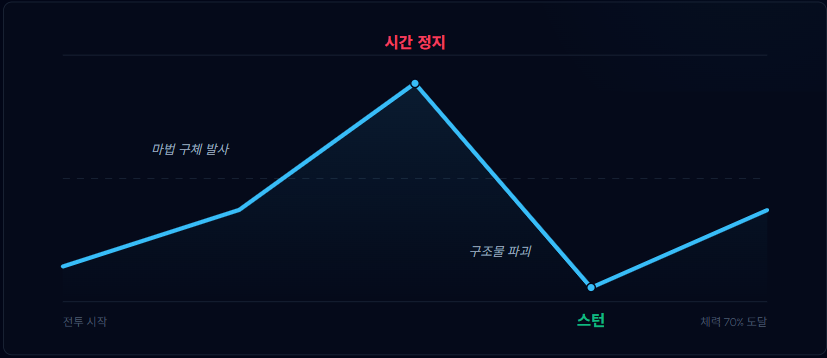 시간 정지
마법 구체 발사
구조물 파괴
전투 시작
스턴
체력 70% 도달